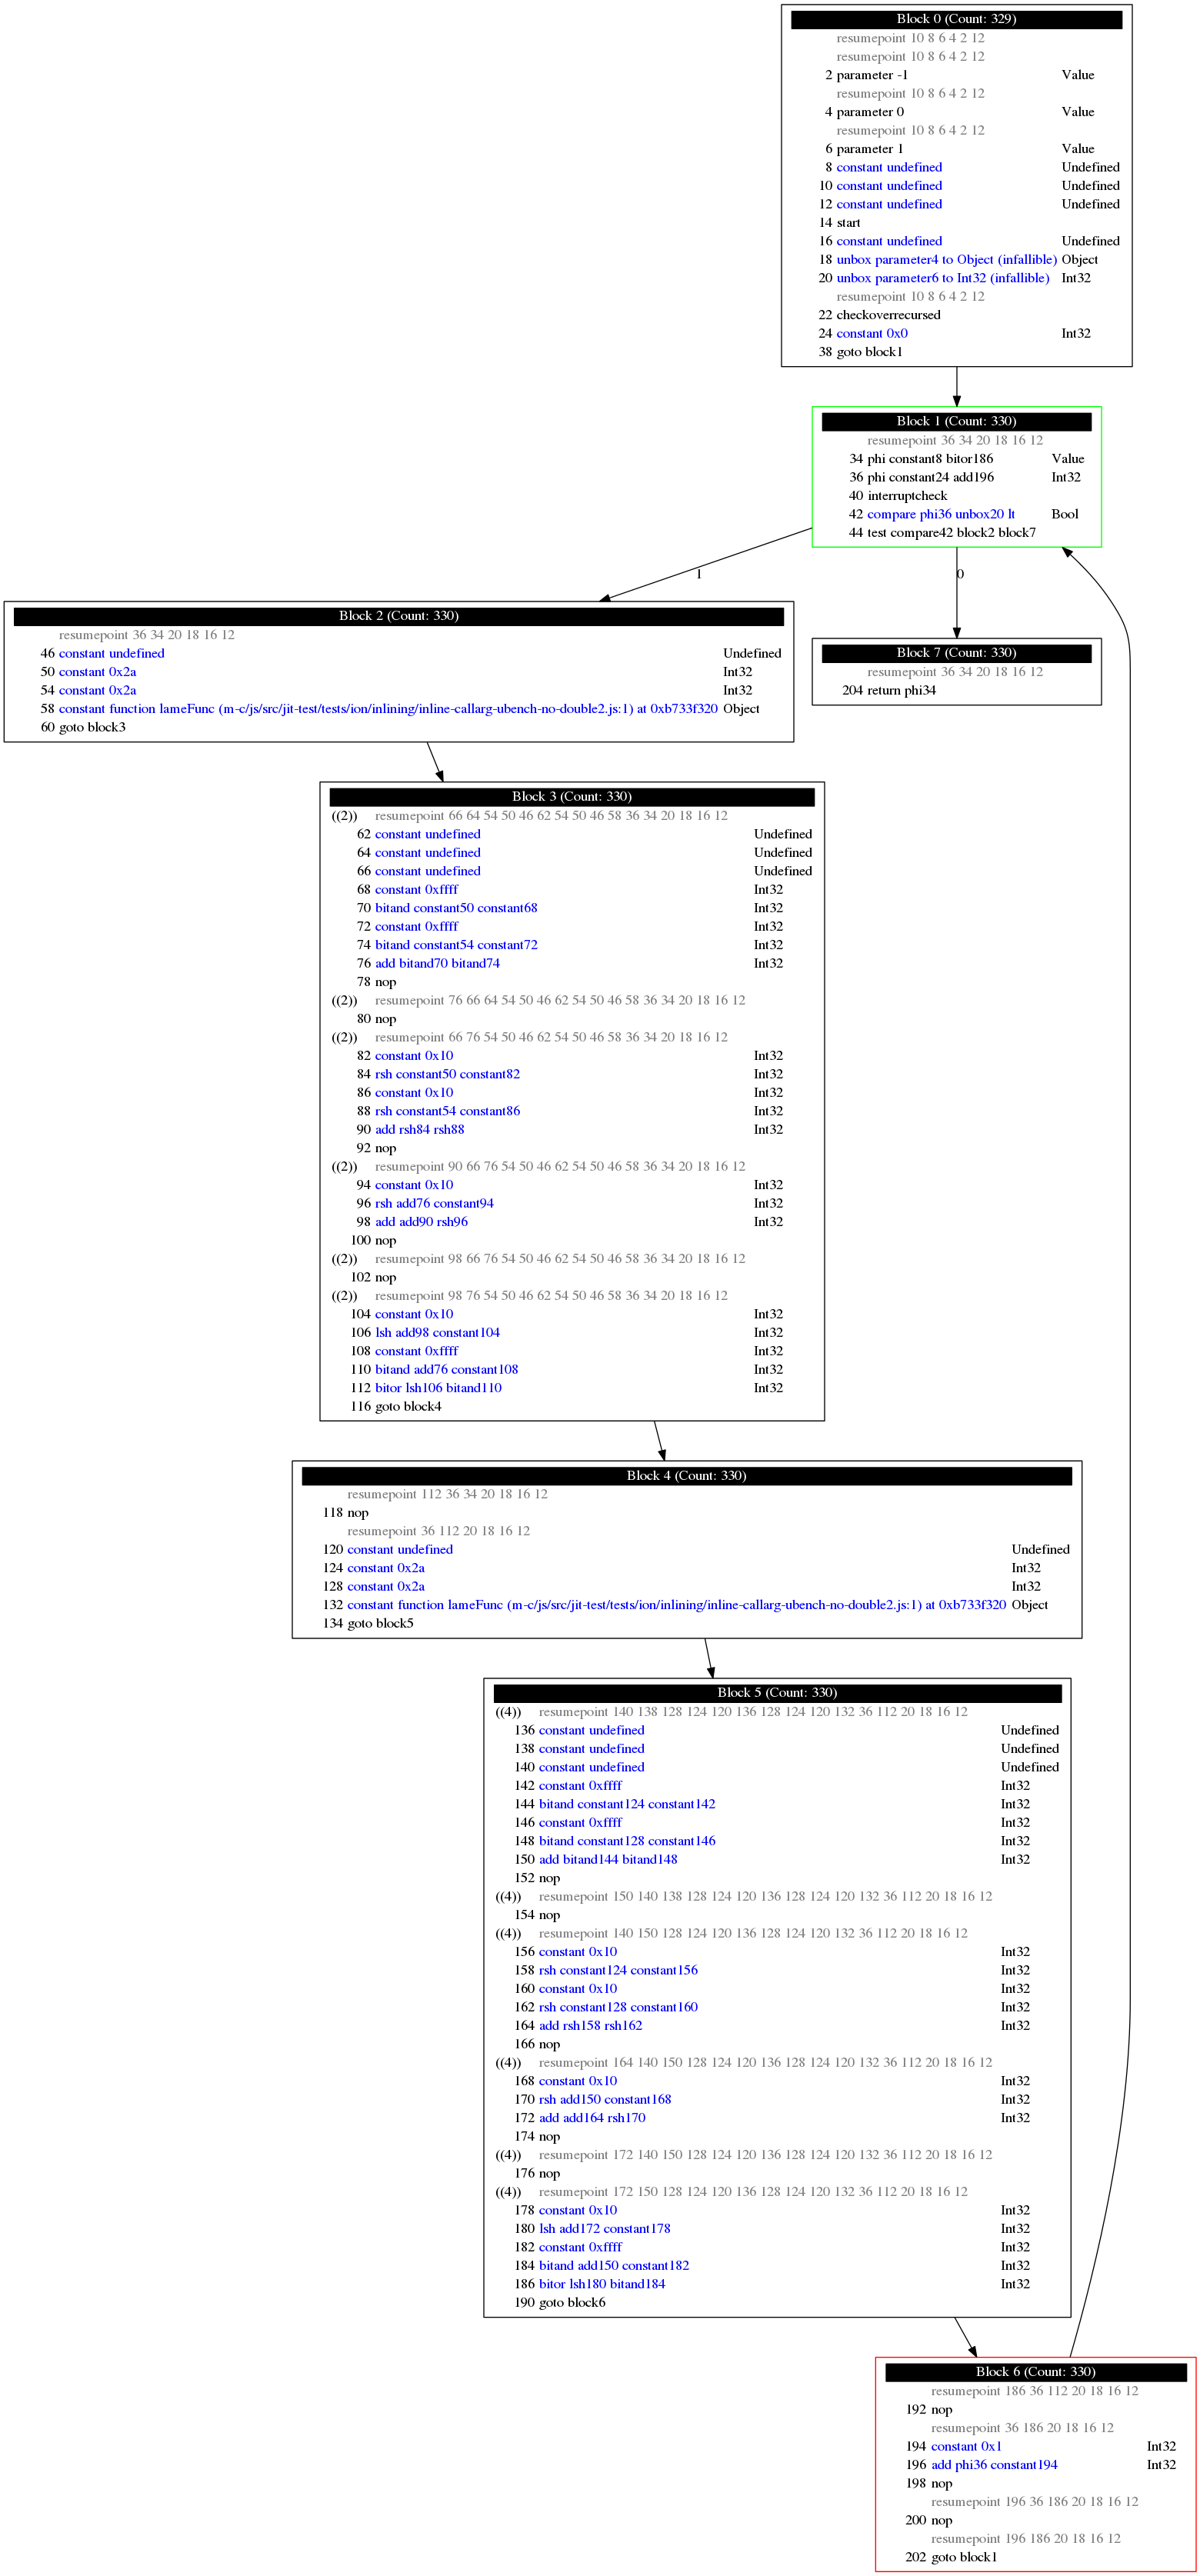 Block 0 (Count: 329)
resumepoint 10 8 6 4 2 12
resumepoint 10 8 6 4 2 12
2 parameter -1 Value
resumepoint 10 8 6 4 2 12
4 parameter 0 Value
resumepoint 10 8 6 4 2 12
6 parameter 1 Value
8 constant undefined Undefined
10 constant undefined Undefined
12 constant undefined Undefined
14 start
16 constant undefined Undefined
18 unbox parameter4 to Object (infallible) Object
20 unbox parameter6 to Int32 (infallible) Int32
resumepoint 10 8 6 4 2 12
22 checkoverrecursed
24 constant 0x0 Int32
38 goto block1
Block 1 (Count: 330)
resumepoint 36 34 20 18 16 12
34 phi constant8 bitor186 Value
36 phi constant24 add196 Int32
40 interruptcheck
42 compare phi36 unbox20 lt Bool
44 test compare42 block2 block7
1
0
Block 2 (Count: 330)
resumepoint 36 34 20 18 16 12
46 constant undefined Undefined
50 constant 0x2a Int32
54 constant 0x2a Int32
58 constant function lameFunc (m-c/js/src/jit-test/tests/ion/inlining/inline-callarg-ubench-no-double2.js:1) at 0xb733f320 Object
60 goto block3
Block 7 (Count: 330)
resumepoint 36 34 20 18 16 12
204 return phi34
Block 3 (Count: 330)
((2)) resumepoint 66 64 54 50 46 62 54 50 46 58 36 34 20 18 16 12
62 constant undefined Undefined
64 constant undefined Undefined
66 constant undefined Undefined
68 constant 0xffff Int32
70 bitand constant50 constant68 Int32
72 constant 0xffff Int32
74 bitand constant54 constant72 Int32
76 add bitand70 bitand74 Int32
78 nop
((2)) resumepoint 76 66 64 54 50 46 62 54 50 46 58 36 34 20 18 16 12
80 nop
((2)) resumepoint 66 76 54 50 46 62 54 50 46 58 36 34 20 18 16 12
82 constant 0x10 Int32
84 rsh constant50 constant82 Int32
86 constant 0x10 Int32
88 rsh constant54 constant86 Int32
90 add rsh84 rsh88 Int32
92 nop
((2)) resumepoint 90 66 76 54 50 46 62 54 50 46 58 36 34 20 18 16 12
94 constant 0x10 Int32
96 rsh add76 constant94 Int32
98 add add90 rsh96 Int32
100 nop
((2)) resumepoint 98 66 76 54 50 46 62 54 50 46 58 36 34 20 18 16 12
102 nop
((2)) resumepoint 98 76 54 50 46 62 54 50 46 58 36 34 20 18 16 12
104 constant 0x10 Int32
106 lsh add98 constant104 Int32
108 constant 0xffff Int32
110 bitand add76 constant108 Int32
112 bitor lsh106 bitand110 Int32
116 goto block4
Block 4 (Count: 330)
resumepoint 112 36 34 20 18 16 12
118 nop
resumepoint 36 112 20 18 16 12
120 constant undefined Undefined
124 constant 0x2a Int32
128 constant 0x2a Int32
132 constant function lameFunc (m-c/js/src/jit-test/tests/ion/inlining/inline-callarg-ubench-no-double2.js:1) at 0xb733f320 Object
134 goto block5
Block 5 (Count: 330)
((4)) resumepoint 140 138 128 124 120 136 128 124 120 132 36 112 20 18 16 12
136 constant undefined Undefined
138 constant undefined Undefined
140 constant undefined Undefined
142 constant 0xffff Int32
144 bitand constant124 constant142 Int32
146 constant 0xffff Int32
148 bitand constant128 constant146 Int32
150 add bitand144 bitand148 Int32
152 nop
((4)) resumepoint 150 140 138 128 124 120 136 128 124 120 132 36 112 20 18 16 12
154 nop
((4)) resumepoint 140 150 128 124 120 136 128 124 120 132 36 112 20 18 16 12
156 constant 0x10 Int32
158 rsh constant124 constant156 Int32
160 constant 0x10 Int32
162 rsh constant128 constant160 Int32
164 add rsh158 rsh162 Int32
166 nop
((4)) resumepoint 164 140 150 128 124 120 136 128 124 120 132 36 112 20 18 16 12
168 constant 0x10 Int32
170 rsh add150 constant168 Int32
172 add add164 rsh170 Int32
174 nop
((4)) resumepoint 172 140 150 128 124 120 136 128 124 120 132 36 112 20 18 16 12
176 nop
((4)) resumepoint 172 150 128 124 120 136 128 124 120 132 36 112 20 18 16 12
178 constant 0x10 Int32
180 lsh add172 constant178 Int32
182 constant 0xffff Int32
184 bitand add150 constant182 Int32
186 bitor lsh180 bitand184 Int32
190 goto block6
Block 6 (Count: 330)
resumepoint 186 36 112 20 18 16 12
192 nop
resumepoint 36 186 20 18 16 12
194 constant 0x1 Int32
196 add phi36 constant194 Int32
198 nop
resumepoint 196 36 186 20 18 16 12
200 nop
resumepoint 196 186 20 18 16 12
202 goto block1